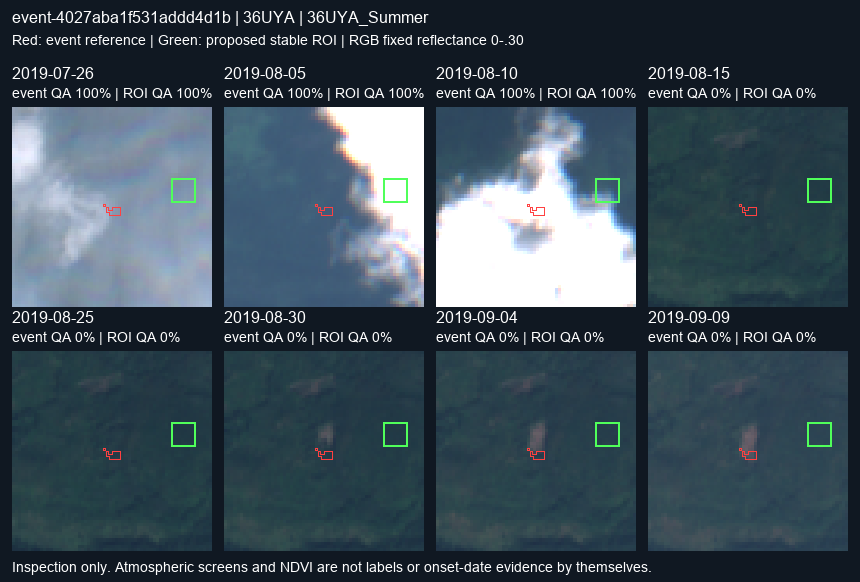 event-4027aba1f531addd4d1b | 36UYA | 36UYA_Summer
Red: event reference | Green: proposed stable ROI | RGB fixed reflectance 0-.30
2019-07-26
event QA 100% | ROI QA 100%
2019-08-05
event QA 100% | ROI QA 100%
2019-08-10
event QA 100% | ROI QA 100%
2019-08-15
event QA 0% | ROI QA 0%
2019-08-25
event QA 0% | ROI QA 0%
2019-08-30
event QA 0% | ROI QA 0%
2019-09-04
event QA 0% | ROI QA 0%
2019-09-09
event QA 0% | ROI QA 0%
Inspection only. Atmospheric screens and NDVI are not labels or onset-date evidence by themselves.